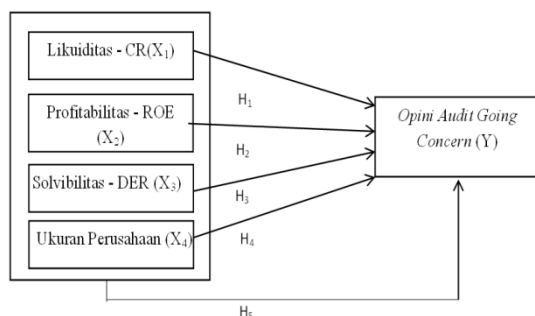 Likuiditas - CR(X₁)
Profitabilitas - ROE
(X₂)
Solvibilitas - DER (X₃)
Ukuran Perusahaan (X₄)
H₁
H₂
H₃
H₄
H₅
Opini Audit Going
Concern (Y)